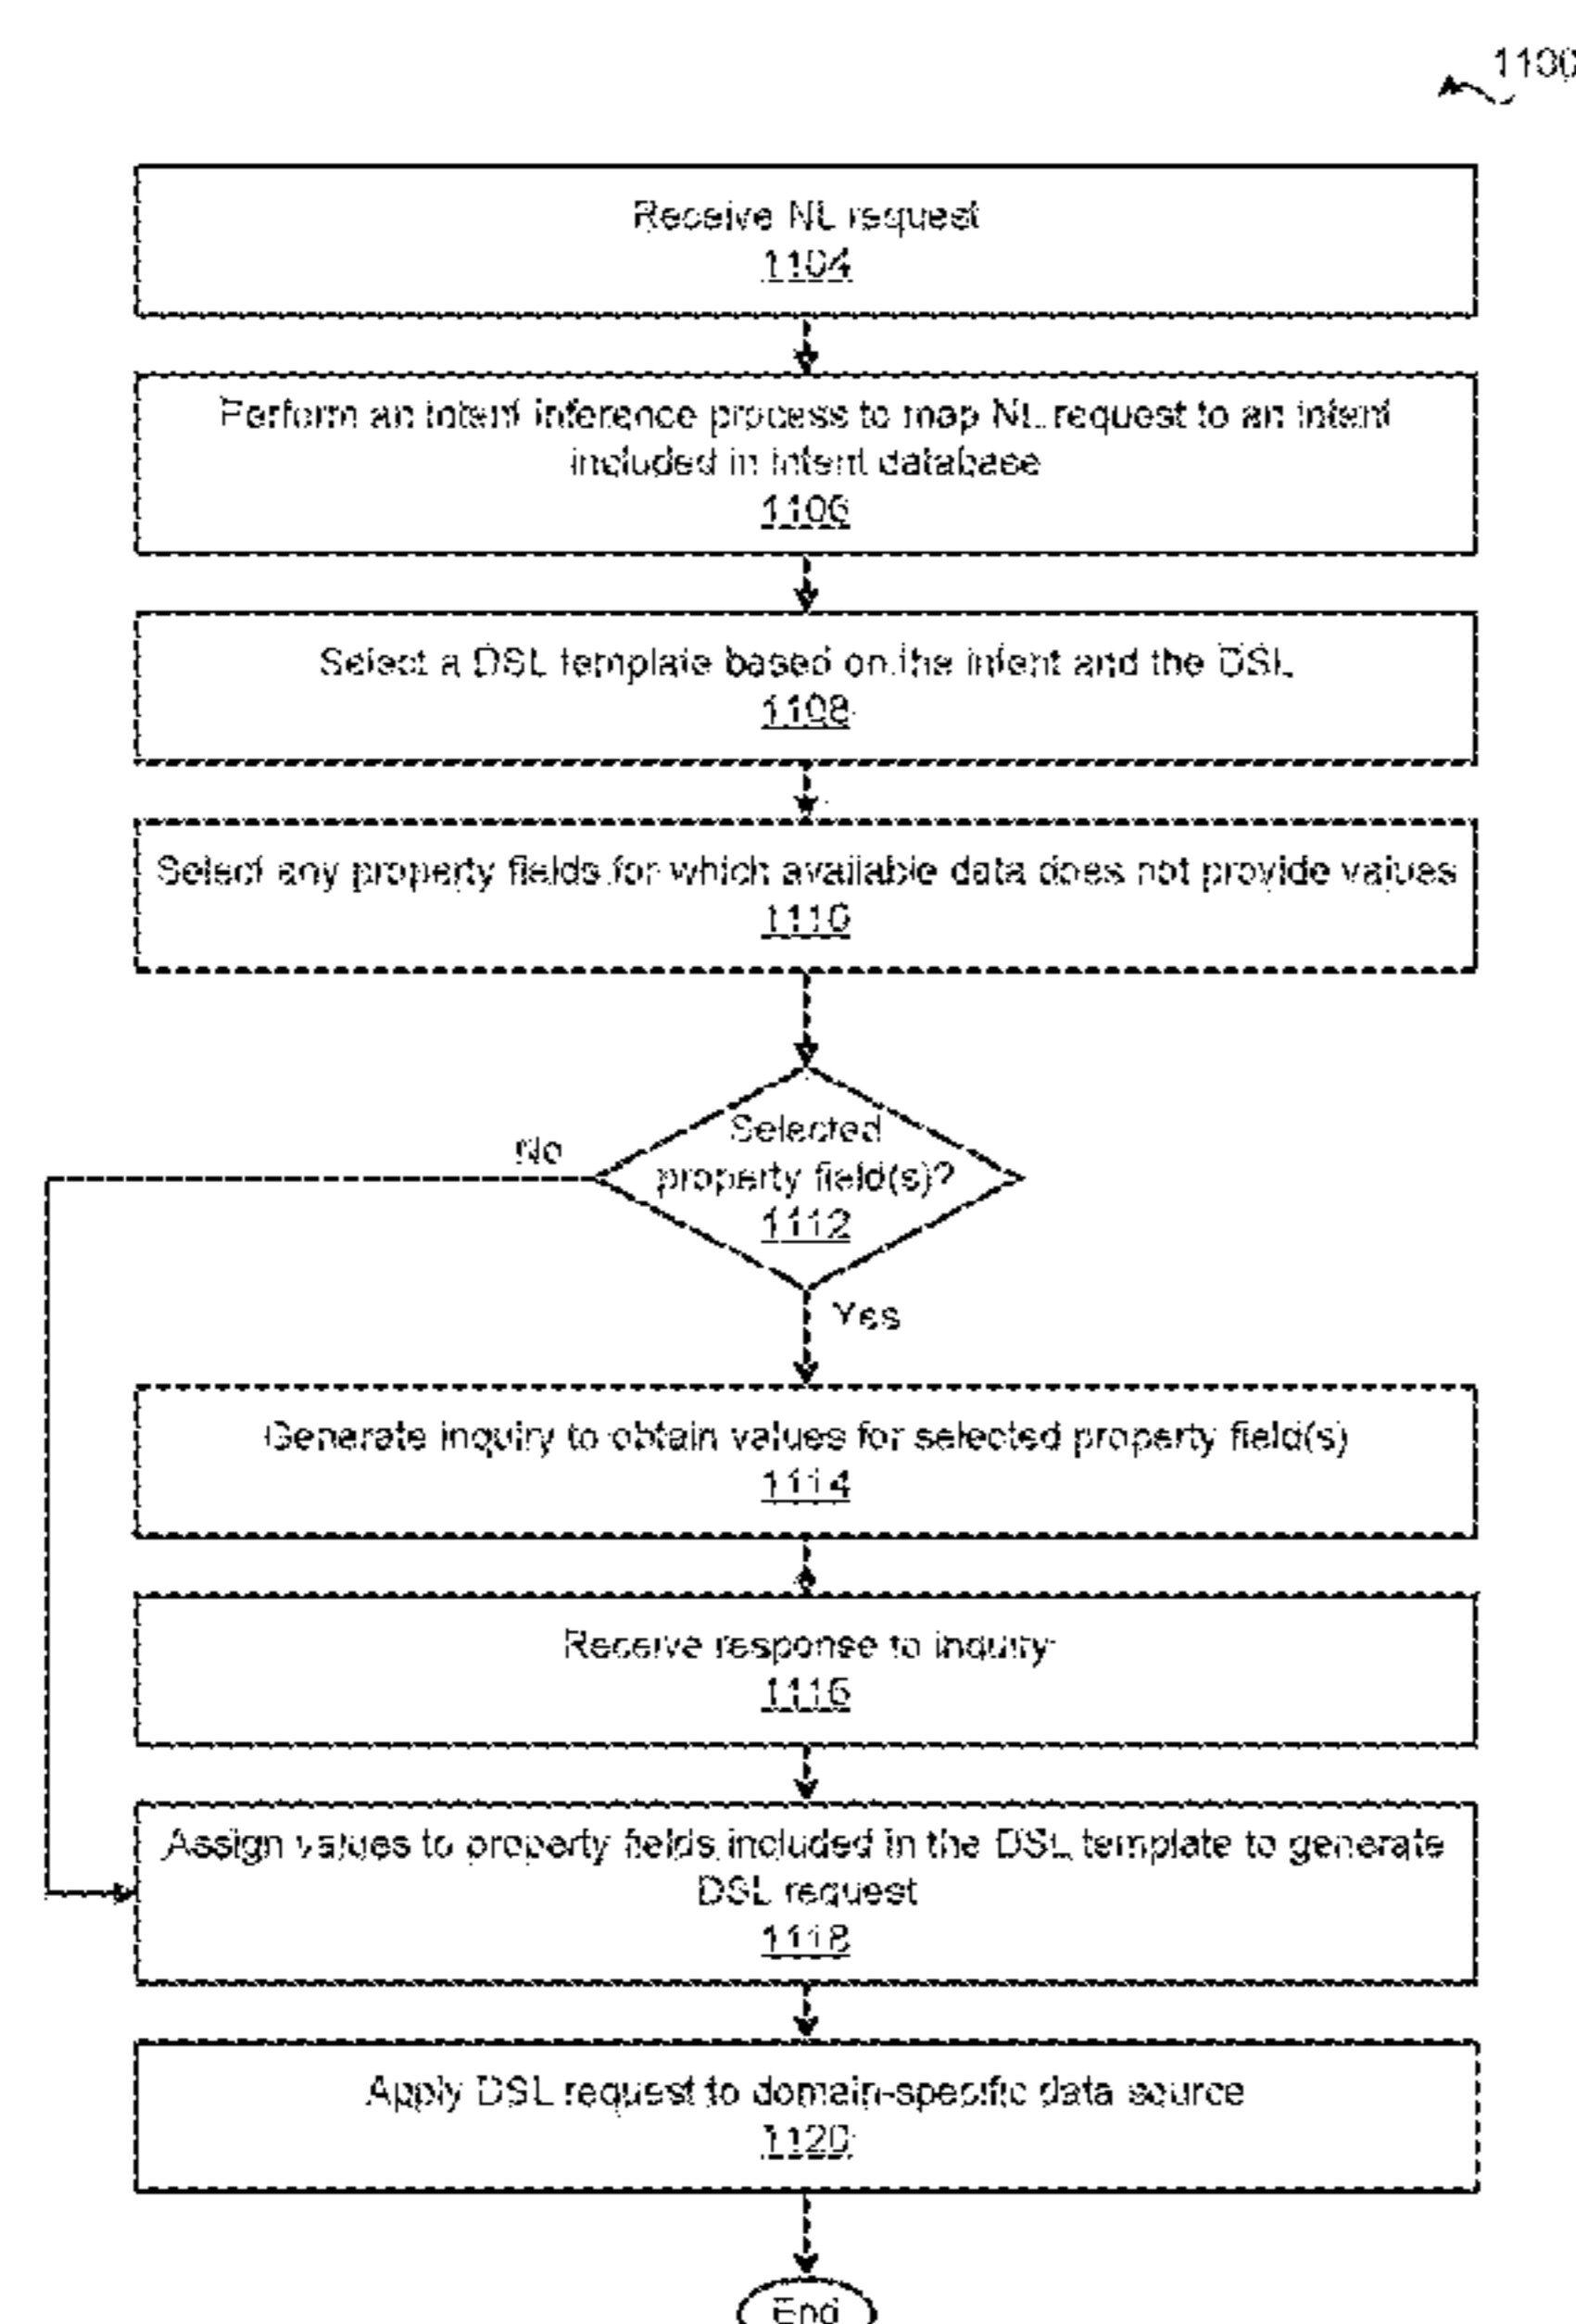 1100
Receive NL request
1104
Perform an intent inference process to map NL request to an intent
included in intent database
1106
Select a DSL template based on the intent and the DSL
1108
Select any property fields for which available data does not provide values
1110
Selected
property field(s)?
1112
No
Yes
Generate inquiry to obtain values for selected property field(s)
1114
Receive response to inquiry
1116
Assign values to property fields included in the DSL template to generate
DSL request
1118
Apply DSL request to domain-specific data source
1120
End